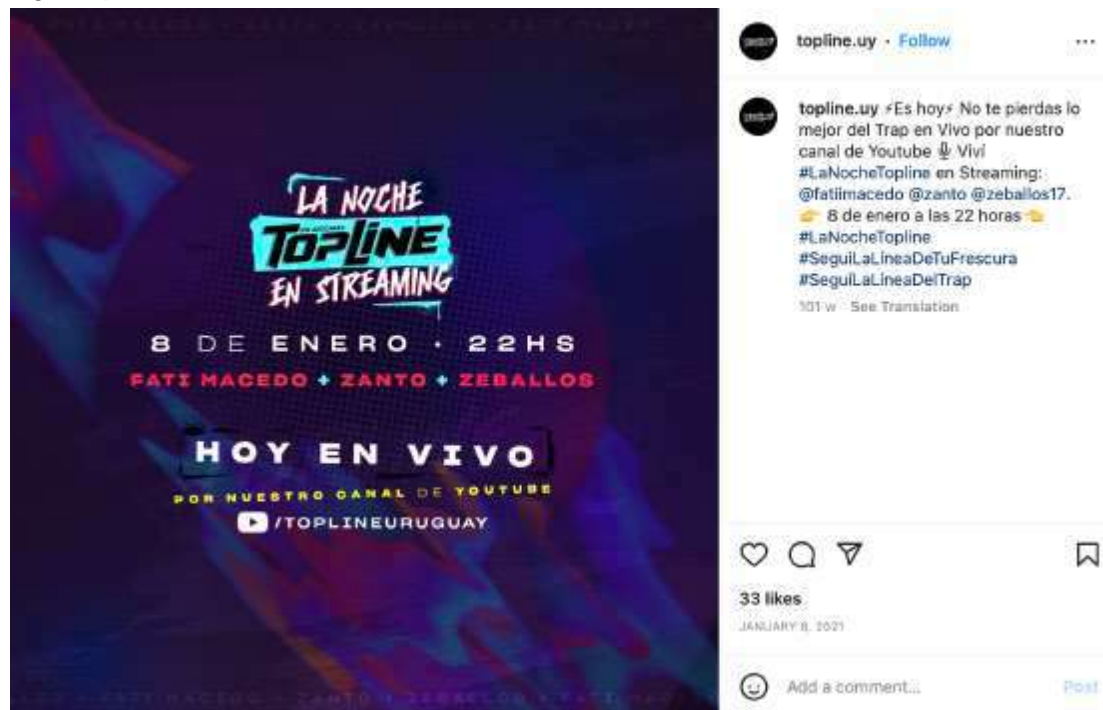 LA NOCHE
TOPLINE
EN STREAMING
8 DE ENERO · 22HS
FATI MACEDO + ZANTO + ZEBALLOS
HOY EN VIVO
POR NUESTRO CANAL DE YOUTUBE
/TOPLINEURUGUAY
topline.uy · Follow
topline.uy ⚡Es hoy⚡ No te pierdas lo
mejor del Trap en Vivo por nuestro
canal de Youtube 🎙 Viví
#LaNocheTopline en Streaming:
@fatiimacedo @zanto @zeballos17.
👉 8 de enero a las 22 horas 👈
#LaNocheTopline
#SeguiLaLineaDeTuFrescura
#SeguiLaLineaDelTrap
101 w See Translation
33 likes
JANUARY 8, 2021
Add a comment...
Post